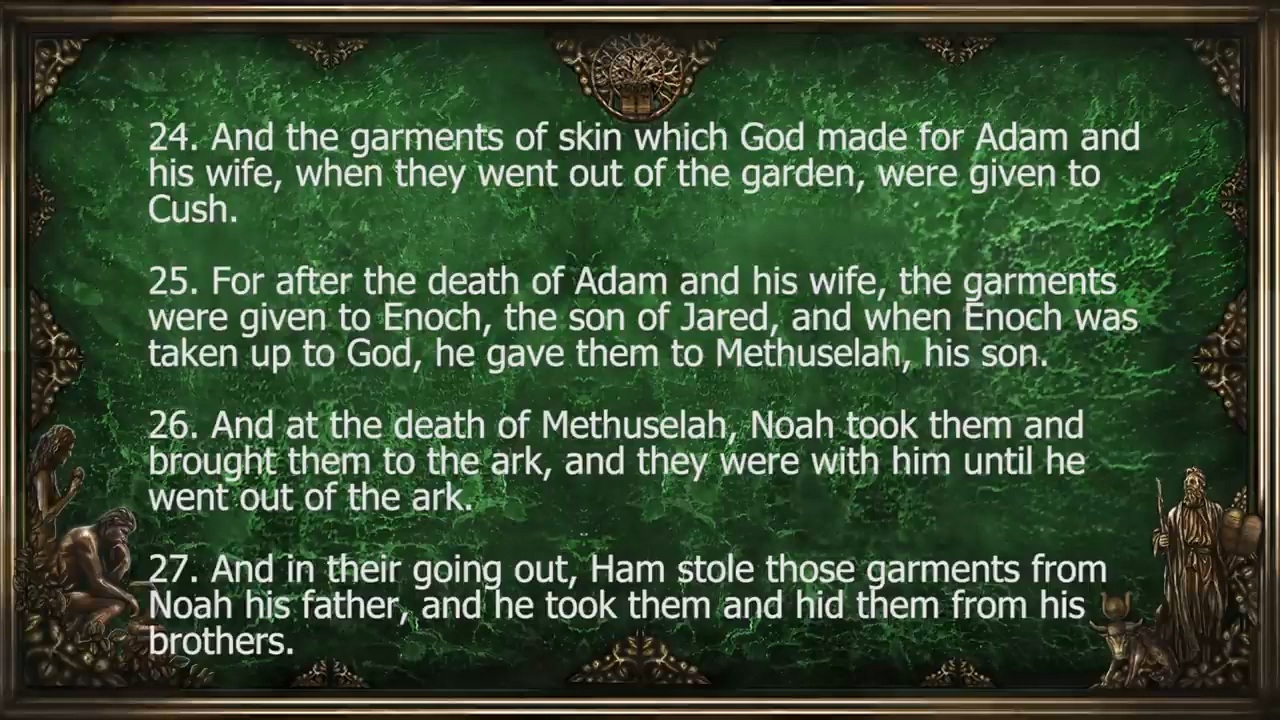 24. And the garments of skin which God made for Adam and
his wife, when they went out of the garden, were given to
Cush.
25. For after the death of Adam and his wife, the garments
were given to Enoch, the son of Jared, and when Enoch was
taken up to God, he gave them to Methuselah, his son.
26. And at the death of Methuselah, Noah took them and
brought them to the ark, and they were with him until he
went out of the ark.
27. And in their going out, Ham stole those garments from
Noah his father, and he took them and hid them from his
brothers.